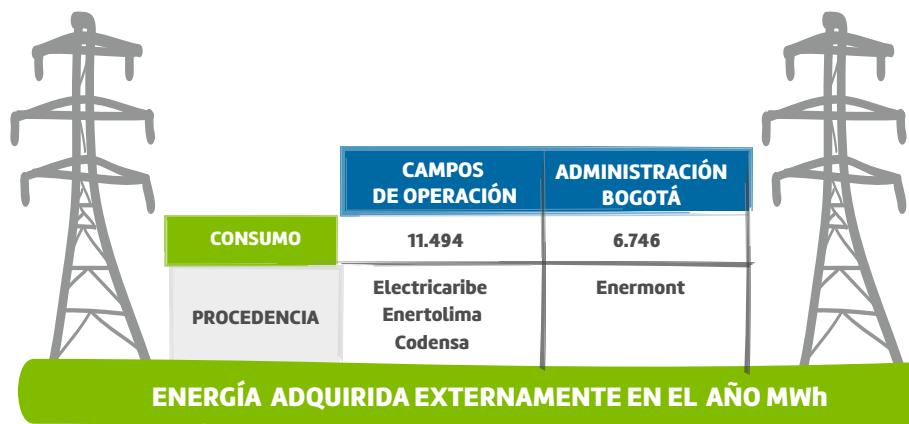 CAMPOS
DE OPERACIÓN
ADMINISTRACIÓN
BOGOTÁ
CONSUMO
11.494
6.746
PROCEDENCIA
Electricaribe
Enertolima
Codensa
Enermont
ENERGÍA ADQUIRIDA EXTERNAMENTE EN EL AÑO MWh